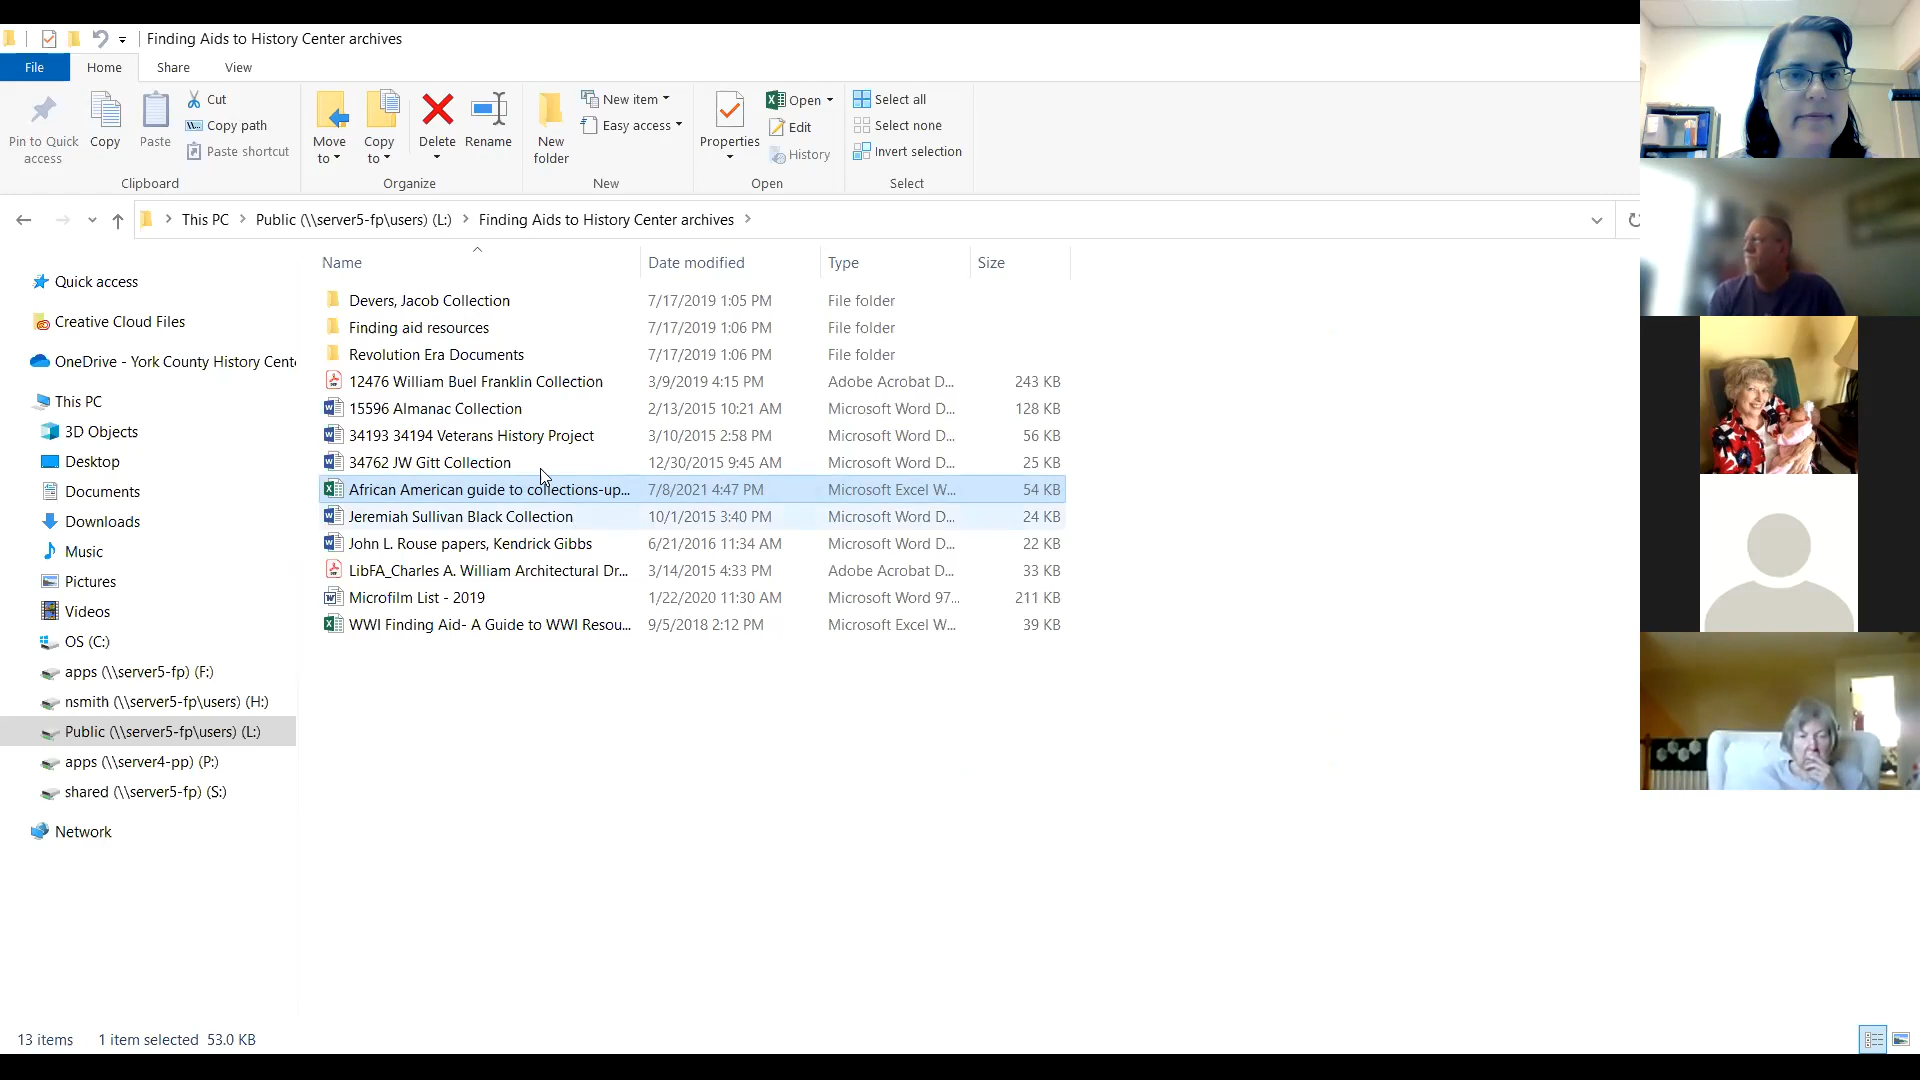 Finding Aids to History Center archives
File Home Share View
Pin to Quick access
Copy
Paste
Cut
Copy path
Paste shortcut
Clipboard
Move to
Copy to
Delete
Rename
Organize
New folder
New item
Easy access
New
Properties
Open
Edit
History
Open
Select all
Select none
Invert selection
Select
This PC Public (\\server5-fp\users) (L:) Finding Aids to History Center archives
Name Date modified Type Size
Devers, Jacob Collection 7/17/2019 1:05 PM File folder
Finding aid resources 7/17/2019 1:06 PM File folder
Revolution Era Documents 7/17/2019 1:06 PM File folder
12476 William Buel Franklin Collection 3/9/2019 4:15 PM Adobe Acrobat D... 243 KB
15596 Almanac Collection 2/13/2015 10:21 AM Microsoft Word D... 128 KB
34193 34194 Veterans History Project 3/10/2015 2:58 PM Microsoft Word D... 56 KB
34762 JW Gitt Collection 12/30/2015 9:45 AM Microsoft Word D... 25 KB
African American guide to collections-up... 7/8/2021 4:47 PM Microsoft Excel W... 54 KB
Jeremiah Sullivan Black Collection 10/1/2015 3:40 PM Microsoft Word D... 24 KB
John L. Rouse papers, Kendrick Gibbs 6/21/2016 11:34 AM Microsoft Word D... 22 KB
LibFA_Charles A. William Architectural Dr... 3/14/2015 4:33 PM Adobe Acrobat D... 33 KB
Microfilm List - 2019 1/22/2020 11:30 AM Microsoft Word 97... 211 KB
WWI Finding Aid- A Guide to WWI Resou... 9/5/2018 2:12 PM Microsoft Excel W... 39 KB
Quick access
Creative Cloud Files
OneDrive - York County History Cente
This PC
3D Objects
Desktop
Documents
Downloads
Music
Pictures
Videos
OS (C:)
apps (\\server5-fp) (F:)
nsmith (\\server5-fp\users) (H:)
Public (\\server5-fp\users) (L:)
apps (\\server4-pp) (P:)
shared (\\server5-fp) (S:)
Network
13 items 1 item selected 53.0 KB